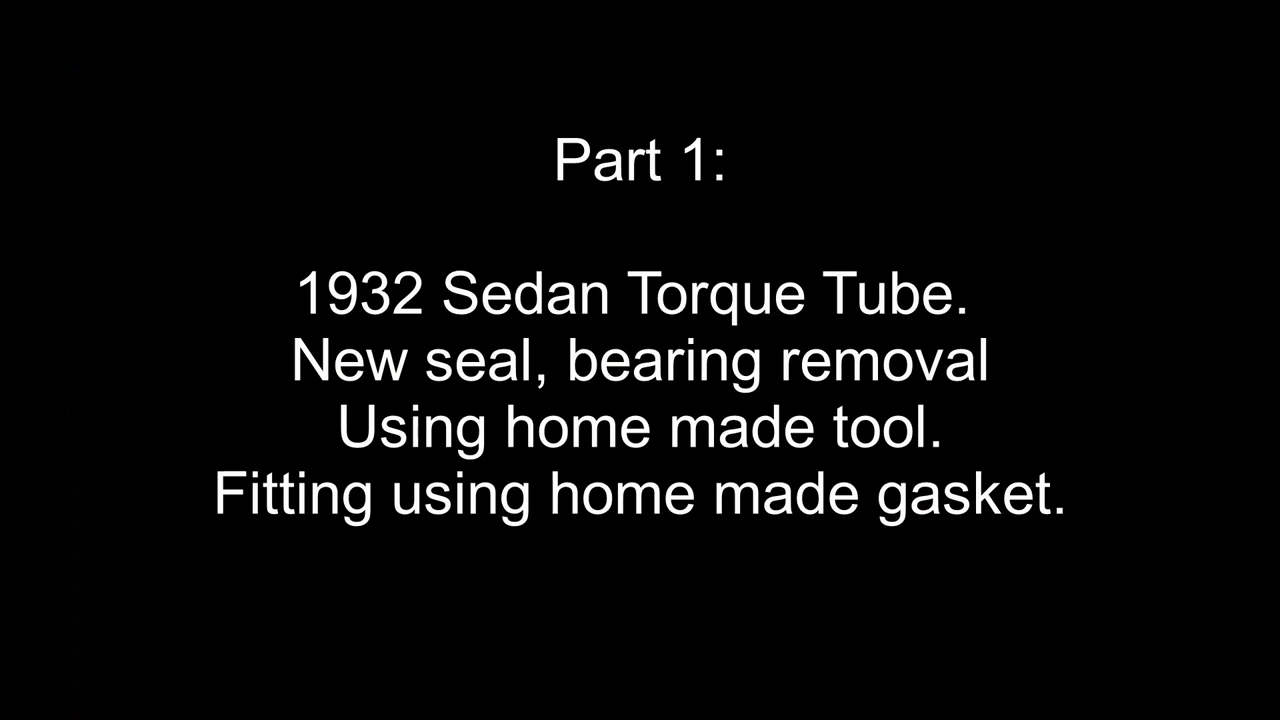 Part 1:
1932 Sedan Torque Tube.
New seal, bearing removal
Using home made tool.
Fitting using home made gasket.